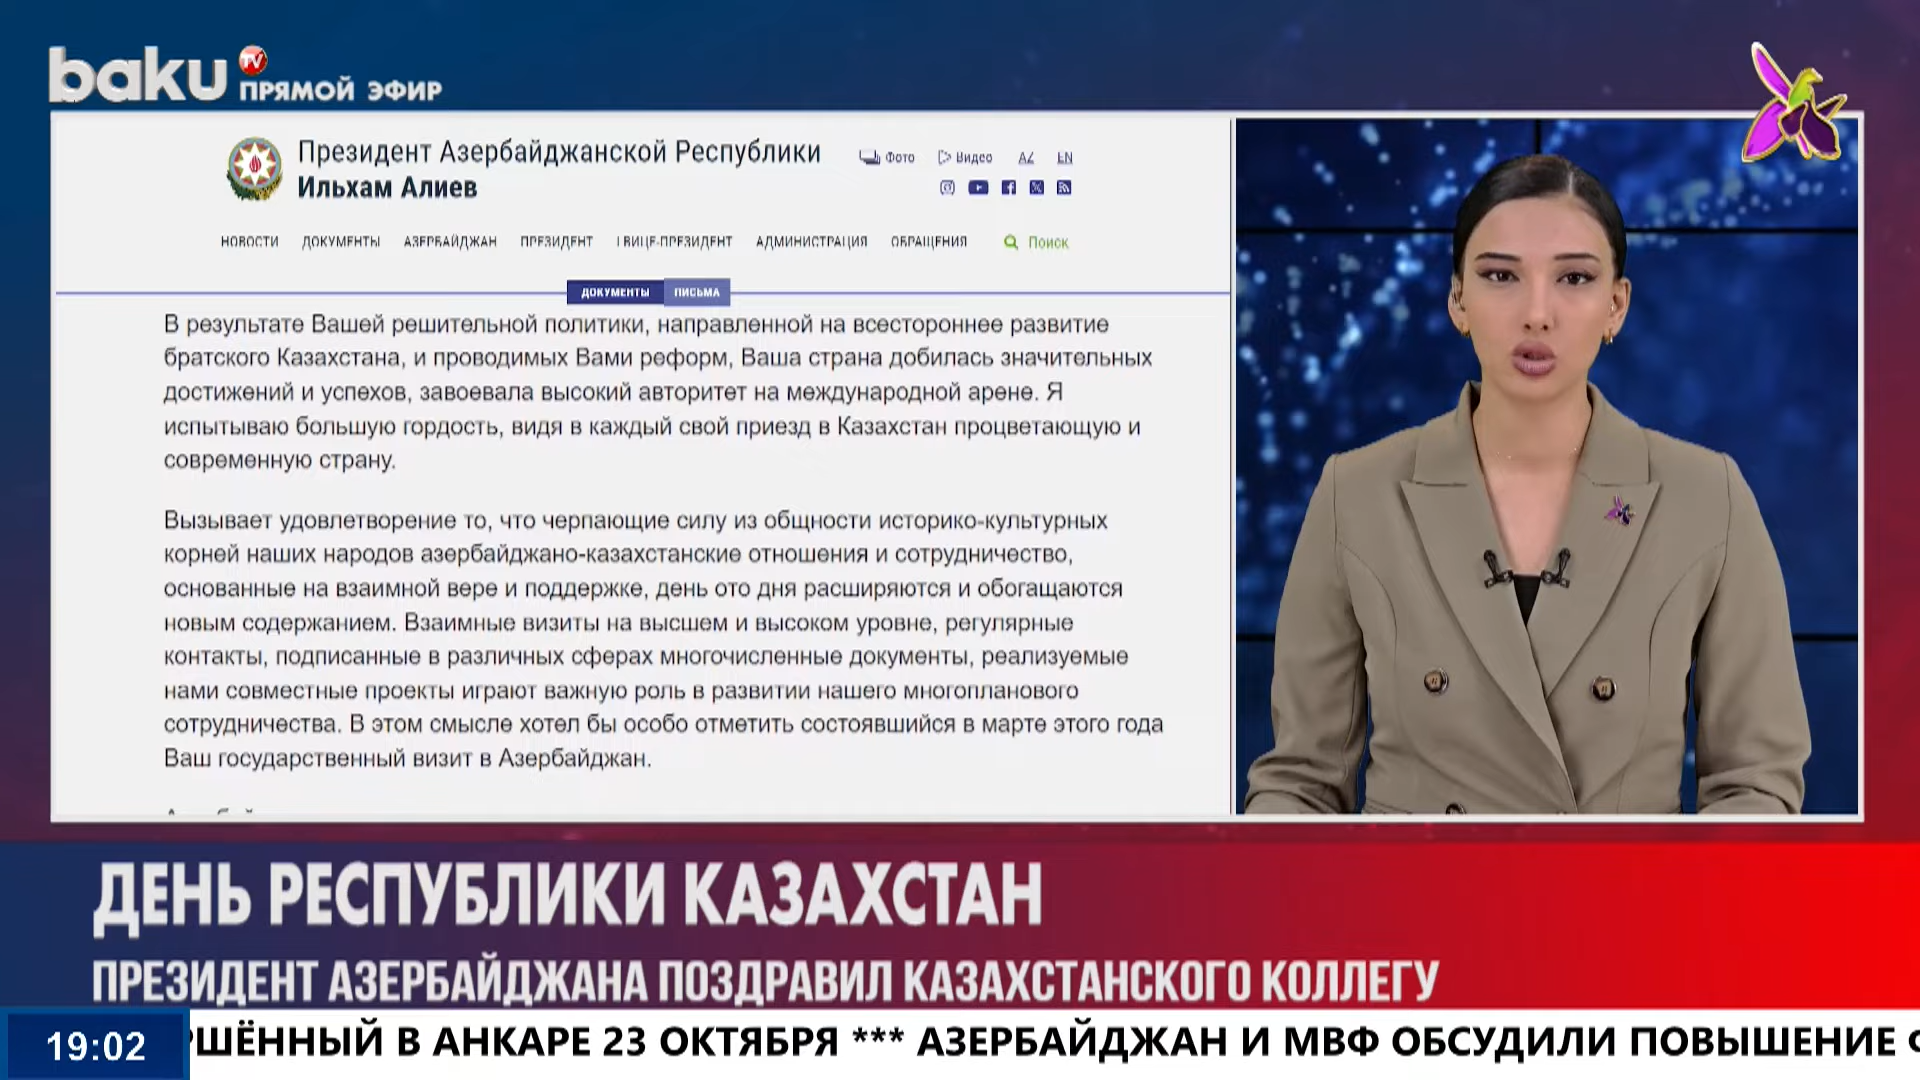 baku TV
ПРЯМОЙ ЭФИР
Президент Азербайджанской Республики
Ильхам Алиев
Фото Видео AZ EN
НОВОСТИ ДОКУМЕНТЫ АЗЕРБАЙДЖАН ПРЕЗИДЕНТ I ВИЦЕ-ПРЕЗИДЕНТ АДМИНИСТРАЦИЯ ОБРАЩЕНИЯ Поиск
ДОКУМЕНТЫ ПИСЬМА
В результате Вашей решительной политики, направленной на всестороннее развитие
братского Казахстана, и проводимых Вами реформ, Ваша страна добилась значительных
достижений и успехов, завоевала высокий авторитет на международной арене. Я
испытываю большую гордость, видя в каждый свой приезд в Казахстан процветающую и
современную страну.
Вызывает удовлетворение то, что черпающие силу из общности историко-культурных
корней наших народов азербайджано-казахстанские отношения и сотрудничество,
основанные на взаимной вере и поддержке, день ото дня расширяются и обогащаются
новым содержанием. Взаимные визиты на высшем и высоком уровне, регулярные
контакты, подписанные в различных сферах многочисленные документы, реализуемые
нами совместные проекты играют важную роль в развитии нашего многопланового
сотрудничества. В этом смысле хотел бы особо отметить состоявшийся в марте этого года
Ваш государственный визит в Азербайджан.
ДЕНЬ РЕСПУБЛИКИ КАЗАХСТАН
ПРЕЗИДЕНТ АЗЕРБАЙДЖАНА ПОЗДРАВИЛ КАЗАХСТАНСКОГО КОЛЛЕГУ
19:02 РШЁННЫЙ В АНКАРЕ 23 ОКТЯБРЯ *** АЗЕРБАЙДЖАН И МВФ ОБСУДИЛИ ПОВЫШЕНИЕ